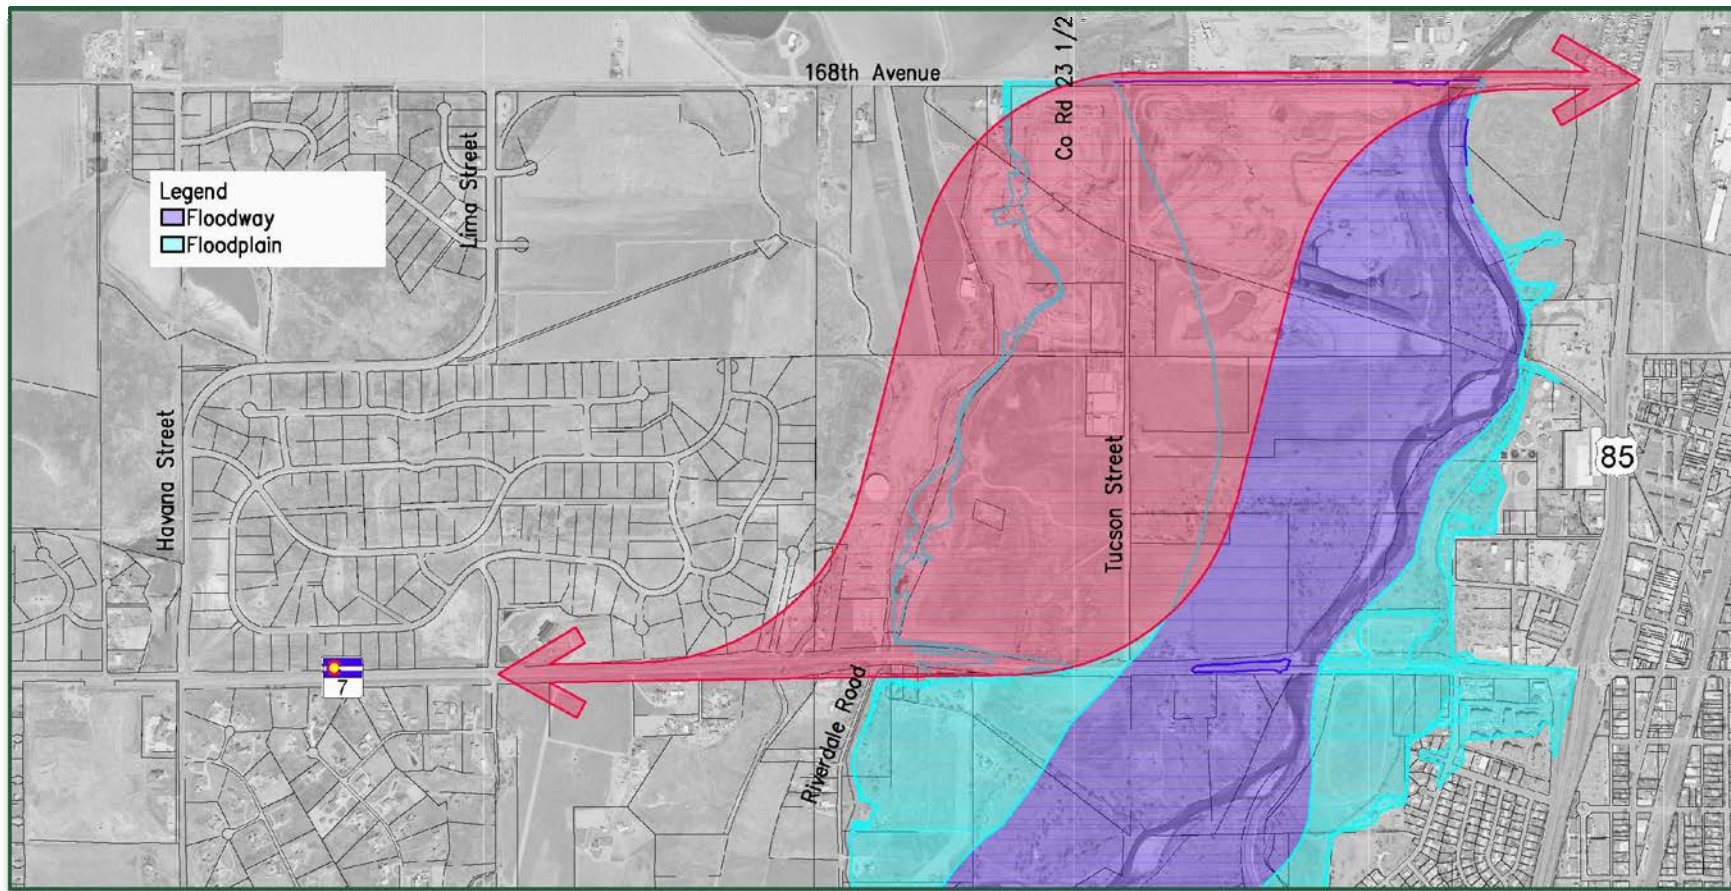 Co Rd 23 1/2
168th Avenue
Lima Street
Legend
Floodway
Floodplain
Havana Street
Tucson Street
85
7
Riverdale Road